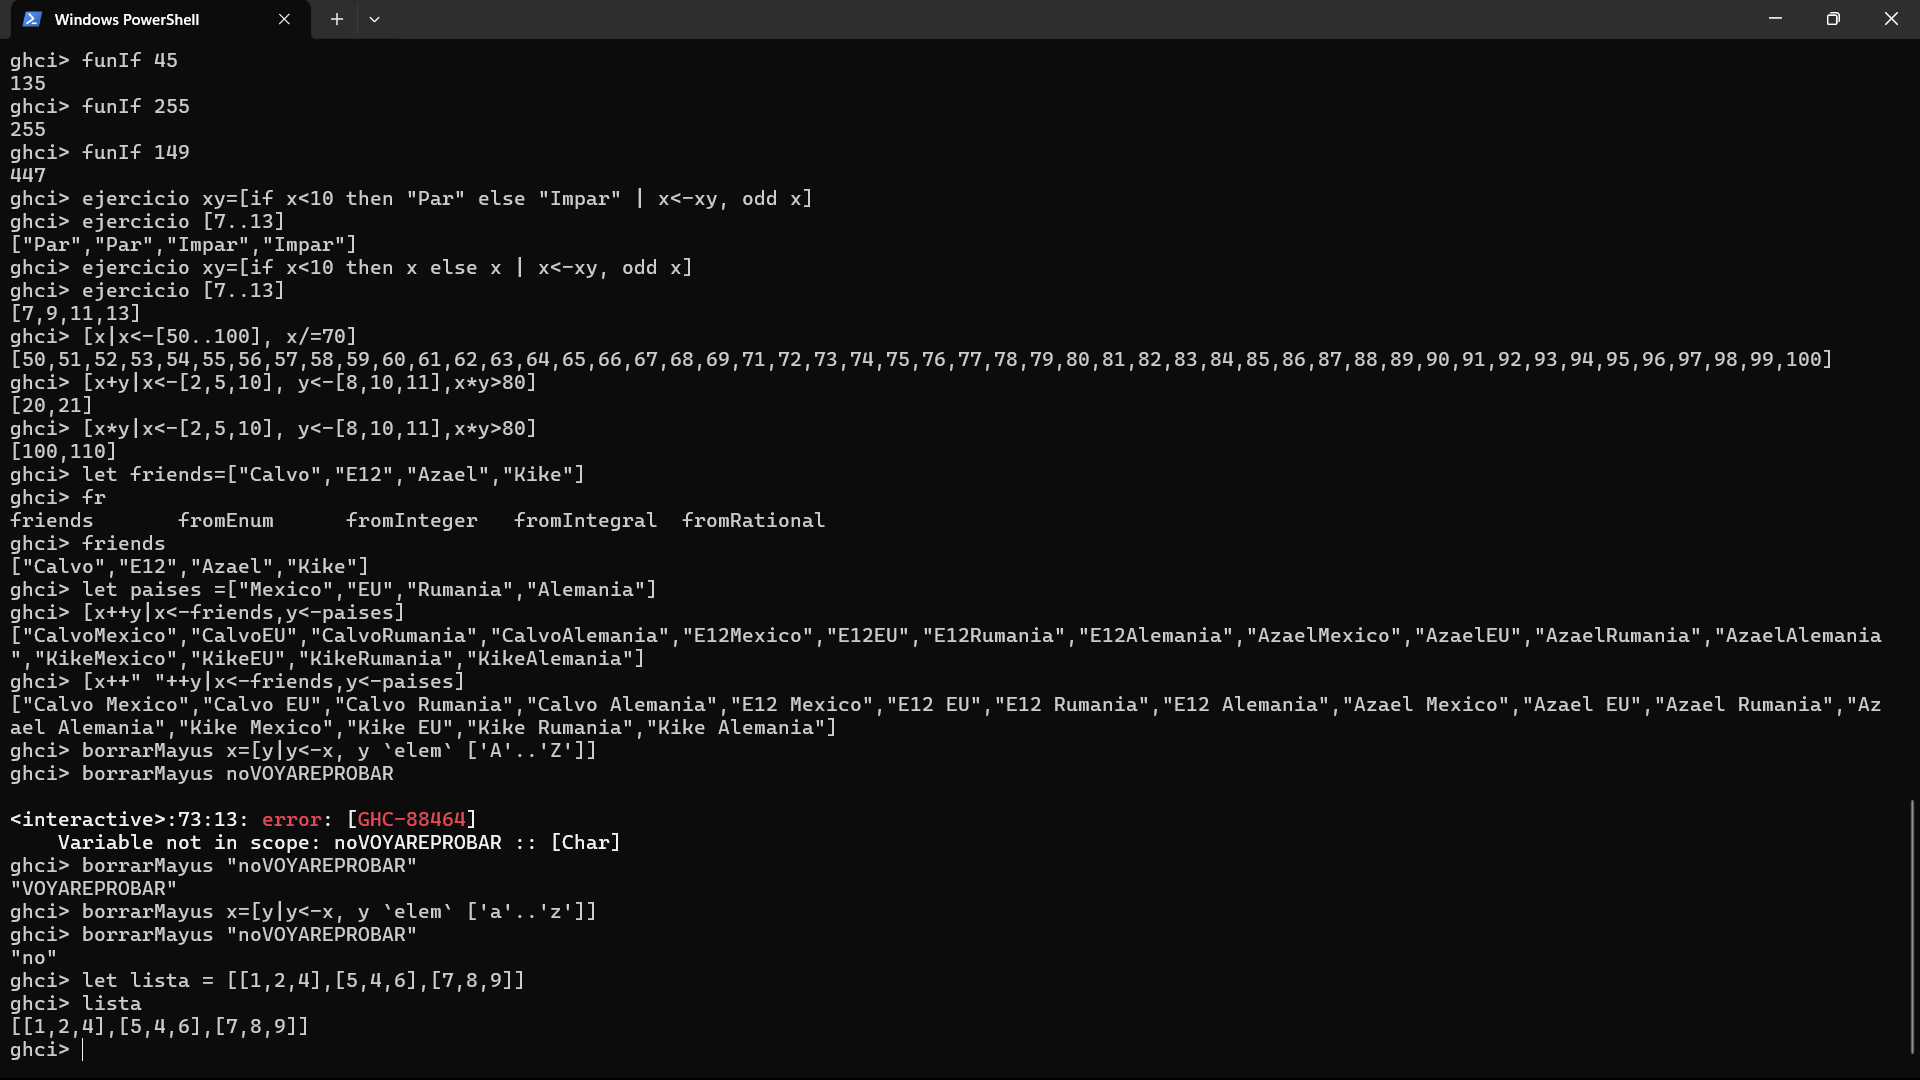 Windows PowerShell
ghci> funIf 45
135
ghci> funIf 255
255
ghci> funIf 149
447
ghci> ejercicio xy=[if x<10 then "Par" else "Impar" | x<-xy, odd x]
ghci> ejercicio [7..13]
["Par","Par","Impar","Impar"]
ghci> ejercicio xy=[if x<10 then x else x | x<-xy, odd x]
ghci> ejercicio [7..13]
[7,9,11,13]
ghci> [x|x<-[50..100], x/=70]
[50,51,52,53,54,55,56,57,58,59,60,61,62,63,64,65,66,67,68,69,71,72,73,74,75,76,77,78,79,80,81,82,83,84,85,86,87,88,89,90,91,92,93,94,95,96,97,98,99,100]
ghci> [x+y|x<-[2,5,10], y<-[8,10,11],x*y>80]
[20,21]
ghci> [x*y|x<-[2,5,10], y<-[8,10,11],x*y>80]
[100,110]
ghci> let friends=["Calvo","E12","Azael","Kike"]
ghci> fr
friends       fromEnum      fromInteger   fromIntegral  fromRational
ghci> friends
["Calvo","E12","Azael","Kike"]
ghci> let paises =["Mexico","EU","Rumania","Alemania"]
ghci> [x++y|x<-friends,y<-paises]
["CalvoMexico","CalvoEU","CalvoRumania","CalvoAlemania","E12Mexico","E12EU","E12Rumania","E12Alemania","AzaelMexico","AzaelEU","AzaelRumania","AzaelAlemania
","KikeMexico","KikeEU","KikeRumania","KikeAlemania"]
ghci> [x++" "++y|x<-friends,y<-paises]
["Calvo Mexico","Calvo EU","Calvo Rumania","Calvo Alemania","E12 Mexico","E12 EU","E12 Rumania","E12 Alemania","Azael Mexico","Azael EU","Azael Rumania","Az
ael Alemania","Kike Mexico","Kike EU","Kike Rumania","Kike Alemania"]
ghci> borrarMayus x=[y|y<-x, y `elem` ['A'..'Z']]
ghci> borrarMayus noVOYAREPROBAR
<interactive>:73:13: error: [GHC-88464]
    Variable not in scope: noVOYAREPROBAR :: [Char]
ghci> borrarMayus "noVOYAREPROBAR"
"VOYAREPROBAR"
ghci> borrarMayus x=[y|y<-x, y `elem` ['a'..'z']]
ghci> borrarMayus "noVOYAREPROBAR"
"no"
ghci> let lista = [[1,2,4],[5,4,6],[7,8,9]]
ghci> lista
[[1,2,4],[5,4,6],[7,8,9]]
ghci>